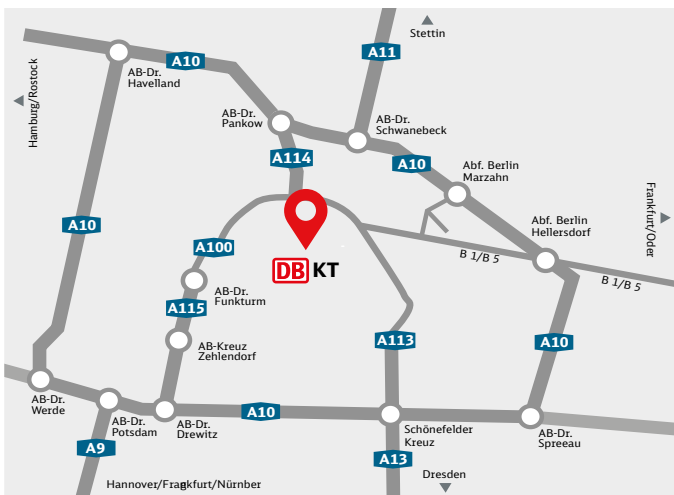 Stettin
A11
A10
AB-Dr.
Havelland
Hamburg/Rostock
AB-Dr.
Pankow
AB-Dr.
Schwanebeck
A114
A10
Abf. Berlin
Marzahn
Frankfurt/Oder
Abf. Berlin
Hellersdorf
A10
A100
DB KT
B 1/B 5
B 1/B 5
AB-Dr.
Funkturm
A115
AB-Kreuz
Zehlendorf
A113
A10
AB-Dr.
Werde
AB-Dr.
Potsdam
AB-Dr.
Drewitz
A10
Schönefelder
Kreuz
AB-Dr.
Spreeau
A9
A13
Dresden
Hannover/Fragkfurt/Nürnber